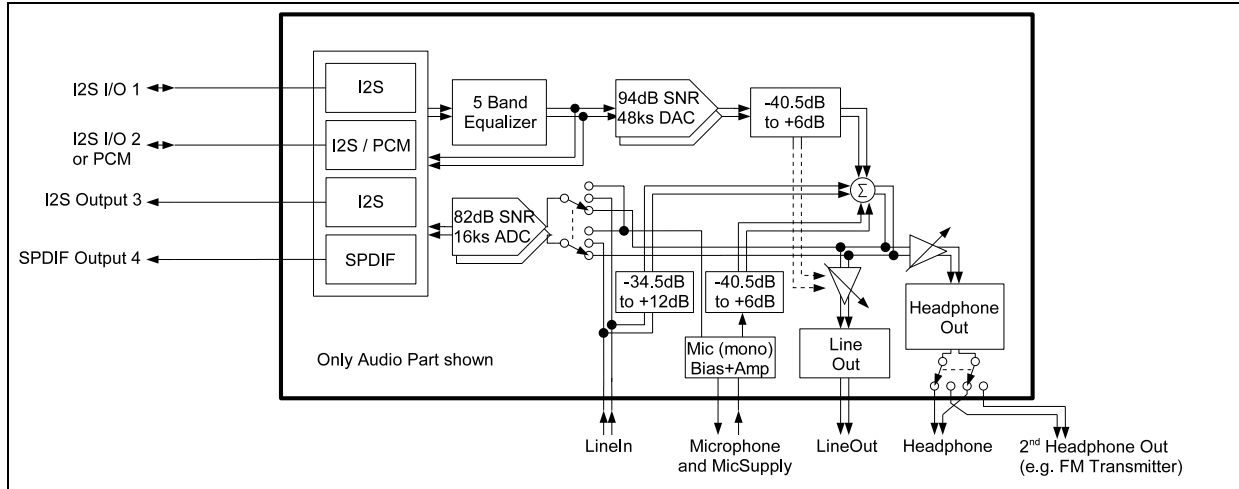 I2S I/O 1
I2S I/O 2
or PCM
I2S Output 3
SPDIF Output 4
I2S
I2S / PCM
I2S
SPDIF
5 Band
Equalizer
94dB SNR
48ks DAC
-40.5dB
to +6dB
Σ
82dB SNR
16ks ADC
-34.5dB
to +12dB
-40.5dB
to +6dB
Mic (mono)
Bias+Amp
Line
Out
Headphone
Out
Only Audio Part shown
LineIn
Microphone
and MicSupply
LineOut
Headphone
2nd Headphone Out
(e.g. FM Transmitter)